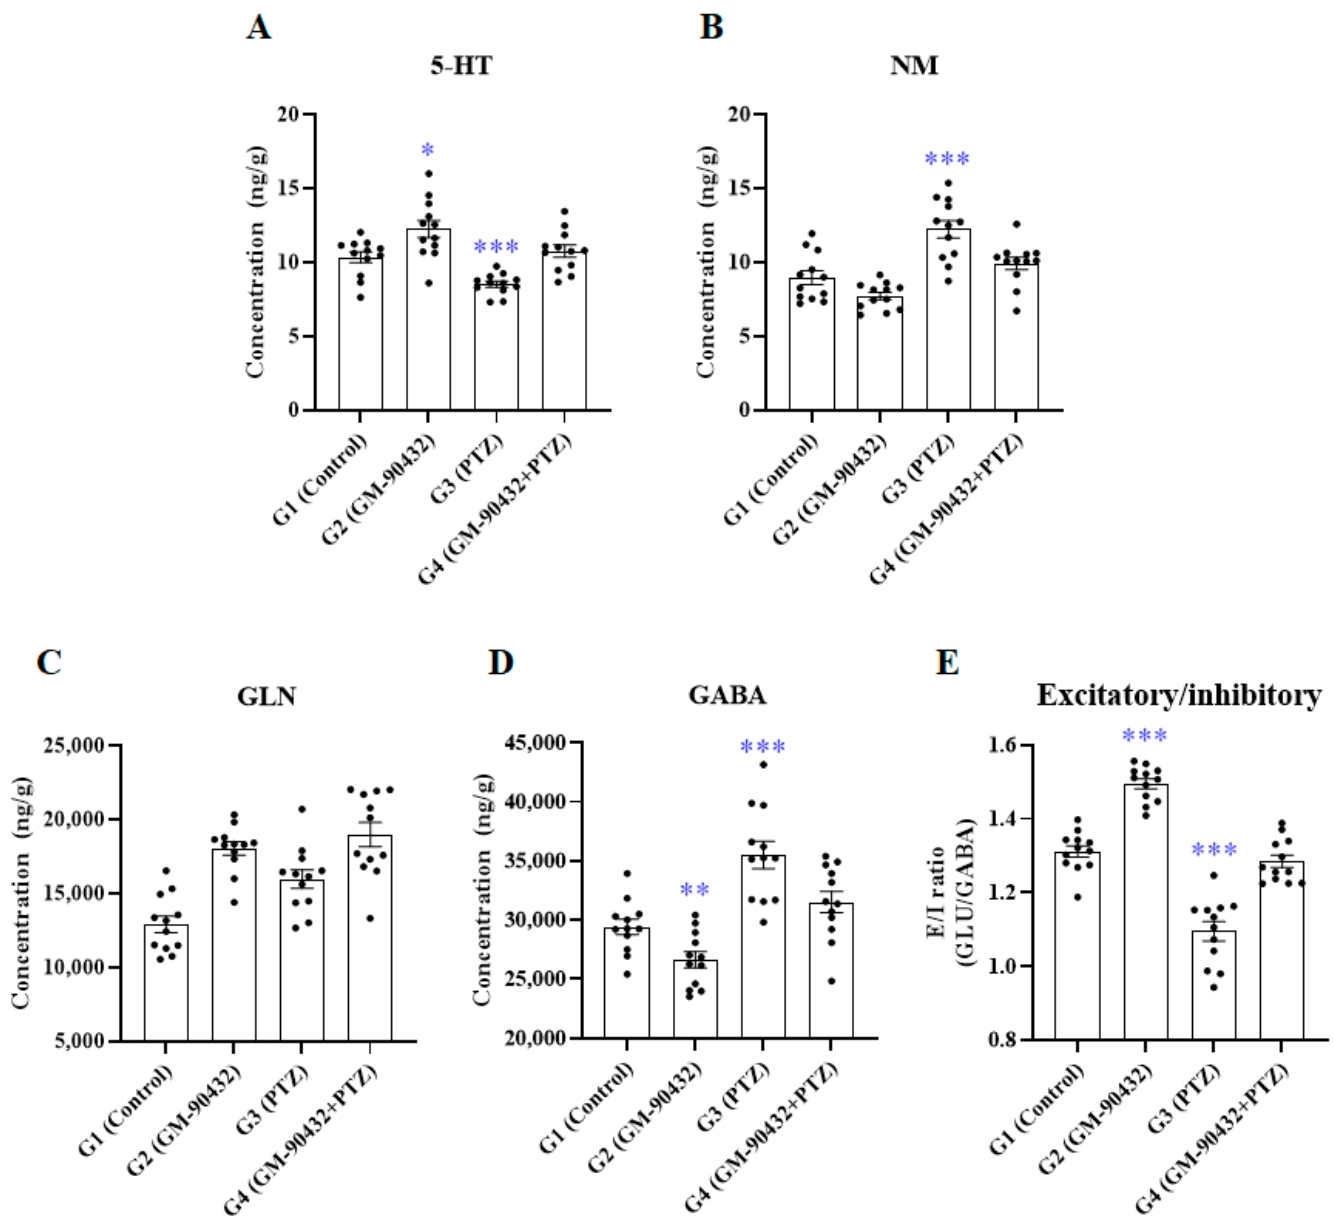 A
5-HT
Concentration (ng/g)
20
15
10
5
0
*
***
G1 (Control)
G2 (GM-90432)
G3 (PTZ)
G4 (GM-90432+PTZ)
B
NM
Concentration (ng/g)
20
15
10
5
0
***
G1 (Control)
G2 (GM-90432)
G3 (PTZ)
G4 (GM-90432+PTZ)
C
GLN
Concentration (ng/g)
25,000
20,000
15,000
10,000
5,000
G1 (Control)
G2 (GM-90432)
G3 (PTZ)
G4 (GM-90432+PTZ)
D
GABA
Concentration (ng/g)
45,000
40,000
35,000
30,000
25,000
20,000
**
***
G1 (Control)
G2 (GM-90432)
G3 (PTZ)
G4 (GM-90432+PTZ)
E
Excitatory/inhibitory
E/I ratio
(GLU/GABA)
1.6
1.4
1.2
1.0
0.8
***
***
G1 (Control)
G2 (GM-90432)
G3 (PTZ)
G4 (GM-90432+PTZ)